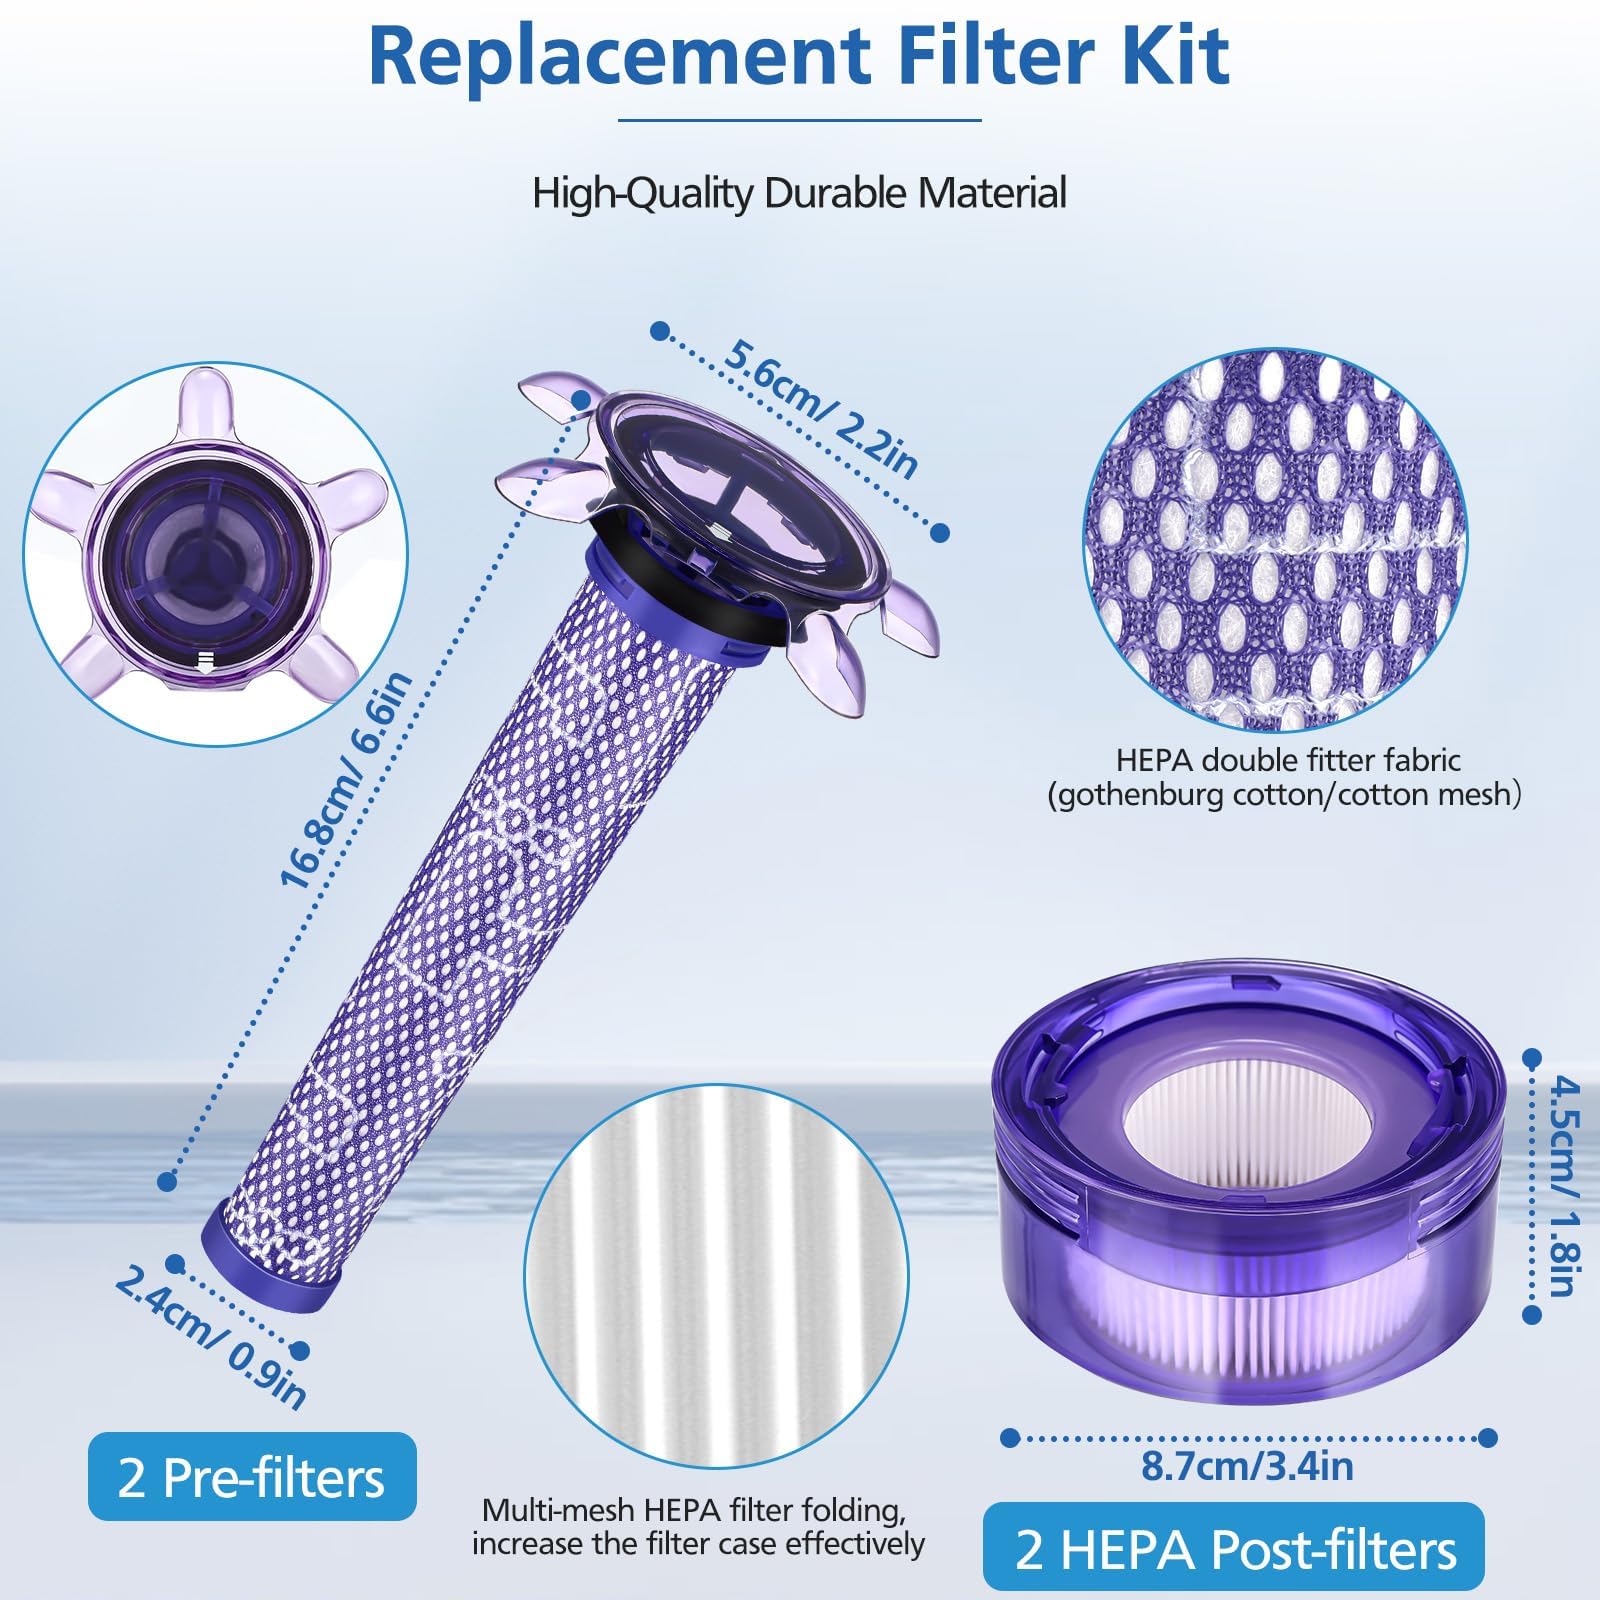 Replacement Filter Kit
High-Quality Durable Material
5.6cm/ 2.2in
16.8cm/ 6.6in
2.4cm/ 0.9in
HEPA double fitter fabric
(gothenburg cotton/cotton mesh)
4.5cm/ 1.8in
8.7cm/3.4in
2 Pre-filters
Multi-mesh HEPA filter folding,
increase the filter case effectively
2 HEPA Post-filters